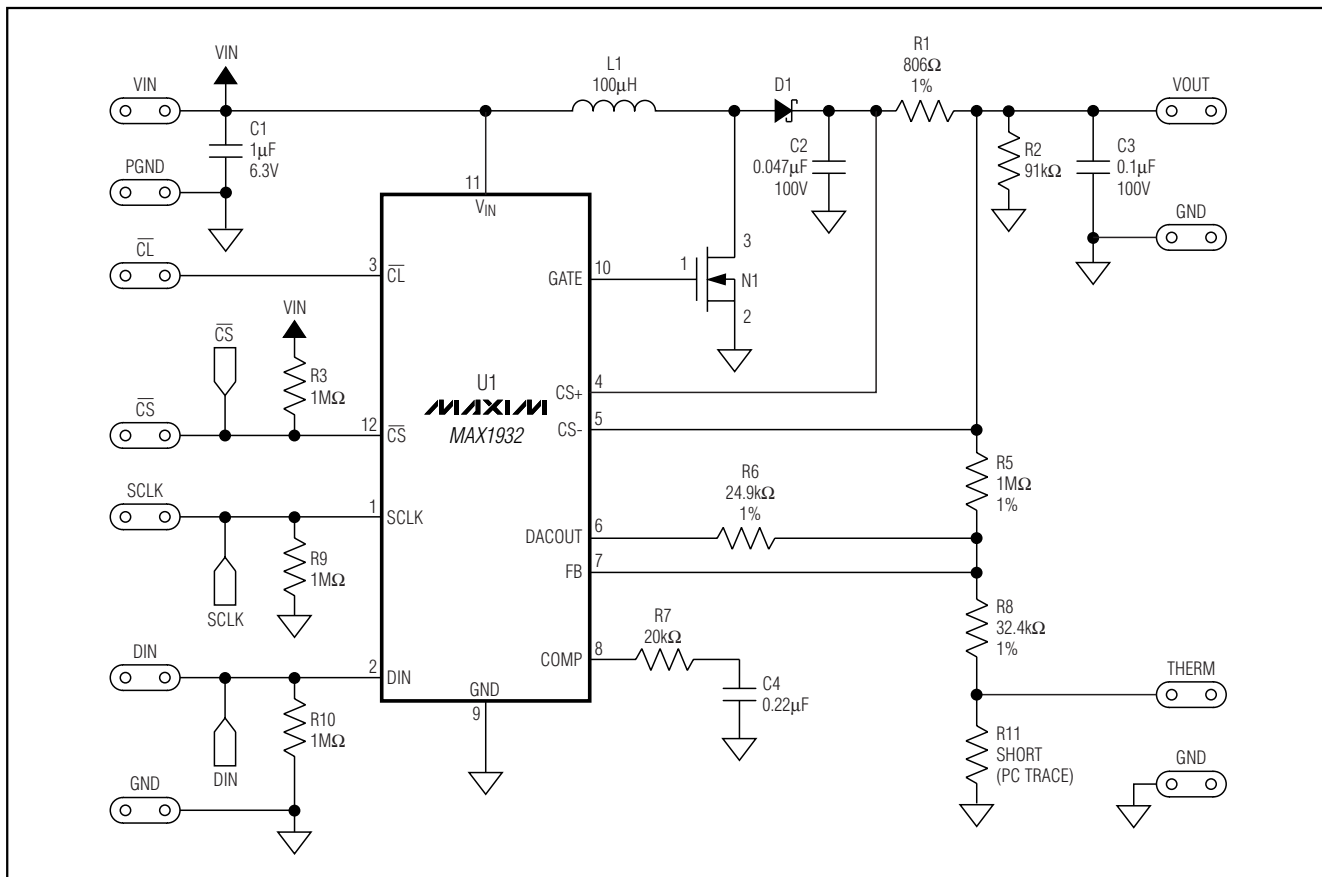 VIN
VIN
C1
1µF
6.3V
PGND
L1
100µH
D1
R1
806Ω
1%
VOUT
C2
0.047µF
100V
R2
91kΩ
C3
0.1µF
100V
GND
11
VIN
CL
3
CL
GATE
10
1
3
N1
2
VIN
CS
R3
1MΩ
CS
12
CS
U1
MAXIM
MAX1932
CS+
4
CS-
5
R5
1MΩ
1%
R6
24.9kΩ
1%
SCLK
1
SCLK
R9
1MΩ
SCLK
DACOUT
6
FB
7
R8
32.4kΩ
1%
R7
20kΩ
COMP
8
C4
0.22µF
DIN
2
DIN
R10
1MΩ
DIN
GND
9
THERM
R11
SHORT
(PC TRACE)
GND
GND